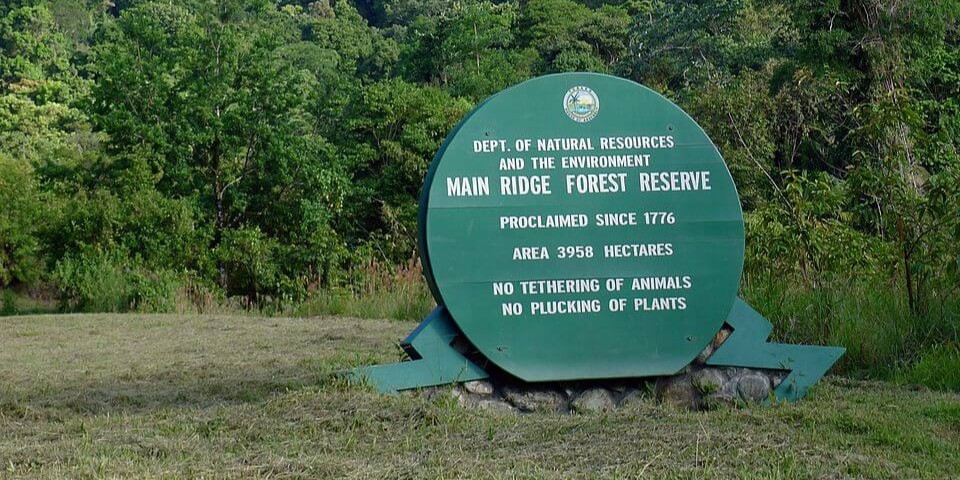 DEPT. OF NATURAL RESOURCES
AND THE ENVIRONMENT
MAIN RIDGE FOREST RESERVE
PROCLAIMED SINCE 1776
AREA 3958 HECTARES
NO TETHERING OF ANIMALS
NO PLUCKING OF PLANTS